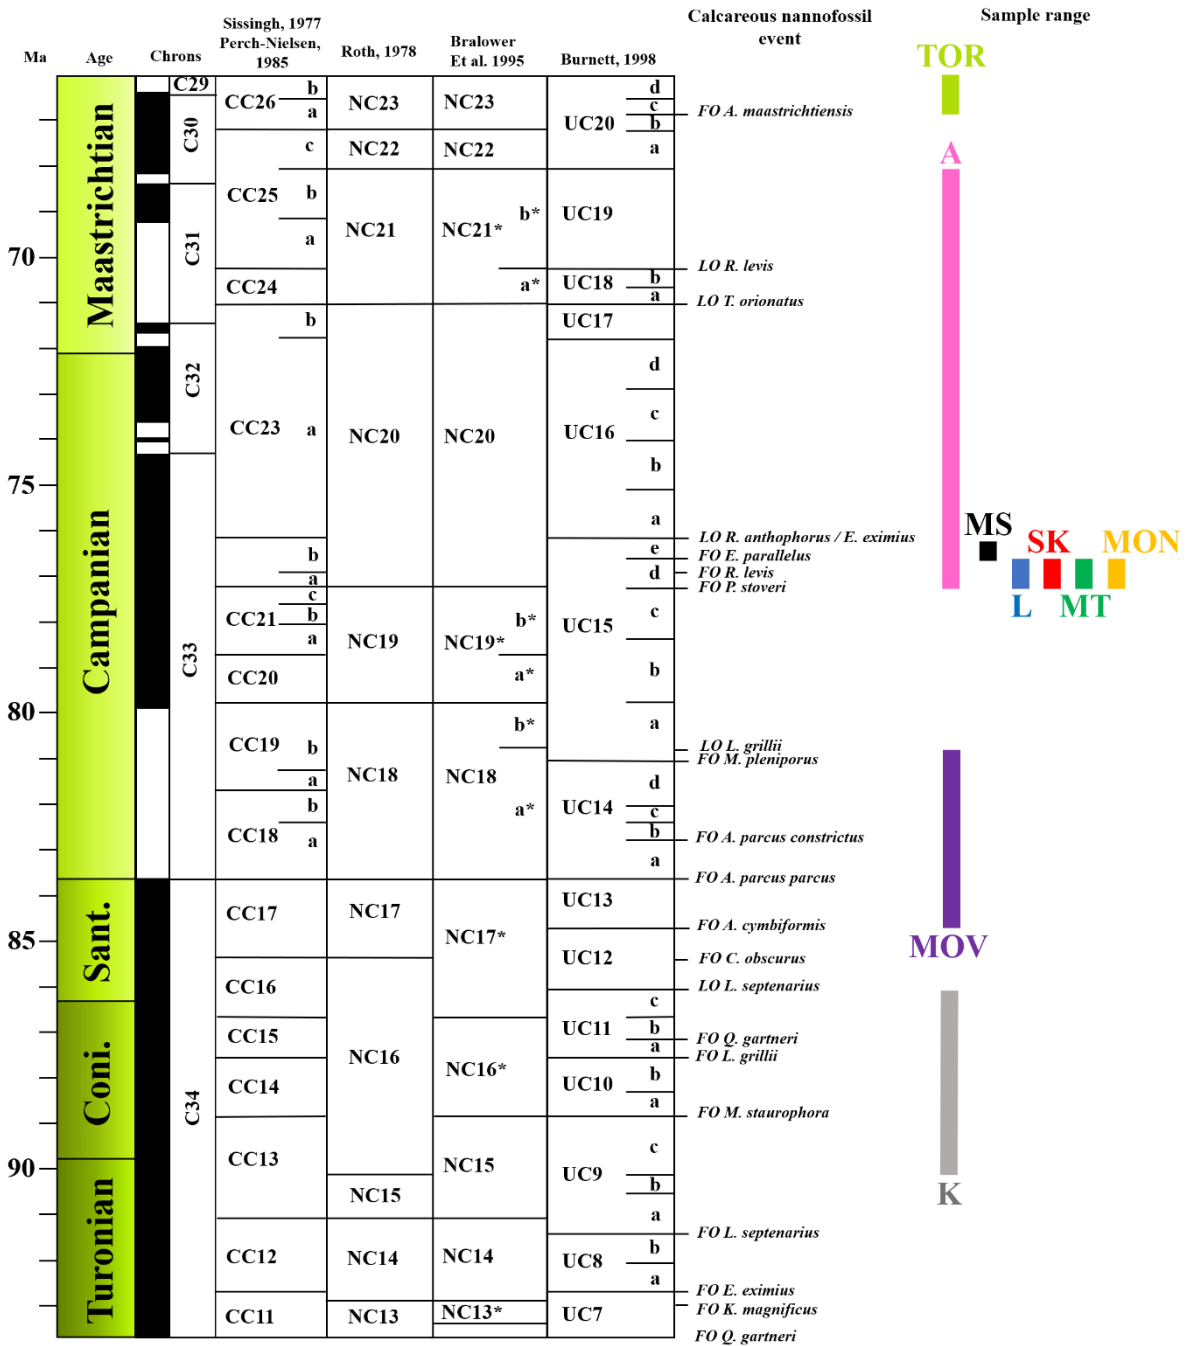 Calcareous nannofossil
event
Sample range
Ma
Age
Chrons
Sissingh, 1977
Perch-Nielsen,
1985
Roth, 1978
Bralower
Et al. 1995
Burnett, 1998
70
75
80
85
90
Maastrichtian
Campanian
Sant.
Coni.
Turonian
C29
C30
C31
C32
C33
C34
CC26
b
a
CC25
c
b
a
CC24
CC23
b
a
b
a
CC21
c
b
a
CC20
CC19
b
a
CC18
b
a
CC17
CC16
CC15
CC14
CC13
CC12
CC11
NC23
NC22
NC21
NC20
NC19
NC18
NC17
NC16
NC15
NC14
NC13
NC23
NC22
NC21*
b*
a*
NC20
NC19*
b*
a*
NC18
b*
a*
NC17*
NC16*
NC15
NC14
NC13*
UC20
d
c
b
a
UC19
UC18
b
a
UC17
UC16
d
c
b
a
UC15
e
d
c
b
a
UC14
d
c
b
a
UC13
UC12
UC11
c
b
a
UC10
b
a
UC9
c
b
a
UC8
b
a
UC7
FO A. maastrichtiensis
LO R. levis
LO T. orionatus
LO R. anthophorus / E. eximius
FO E. parallelus
FO R. levis
FO P. stoveri
LO L. grillii
FO M. pleniporus
FO A. parcus constrictus
FO A. parcus parcus
FO A. cymbiformis
FO C. obscurus
LO L. septenarius
FO Q. gartneri
FO L. grillii
FO M. staurophora
FO L. septenarius
FO E. eximius
FO K. magnificus
FO Q. gartneri
TOR
A
MS
SK
MON
L
MT
MOV
K